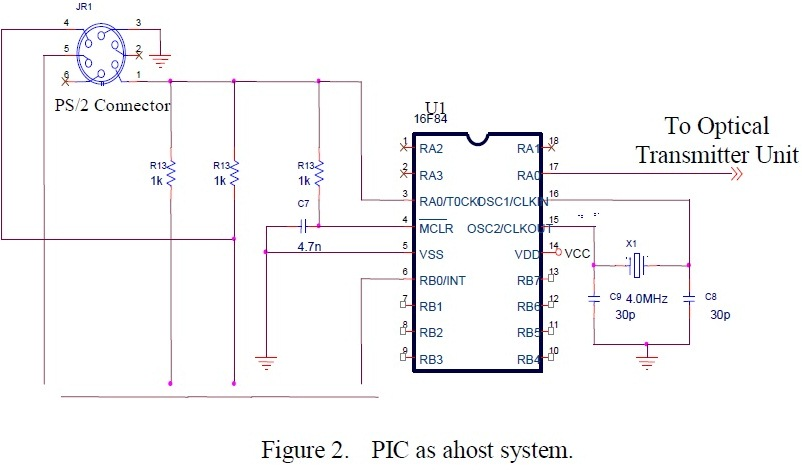 JR1
4
3
5
2
6
1
PS/2 Connector
R13
1k
R13
1k
R13
1k
C7
4.7n
U1
16F84
1
RA2
RA1
18
2
RA3
RA0
17
3
RA0/T0CKI
OSC1/CLKIN
16
4
MCLR
OSC2/CLKOUT
15
5
VSS
VDD
14
VCC
6
RB0/INT
RB7
13
7
RB1
RB6
12
8
RB2
RB5
11
9
RB3
RB4
10
To Optical
Transmitter Unit
X1
C9
4.0MHz
C8
30p
30p
Figure 2. PIC as ahost system.